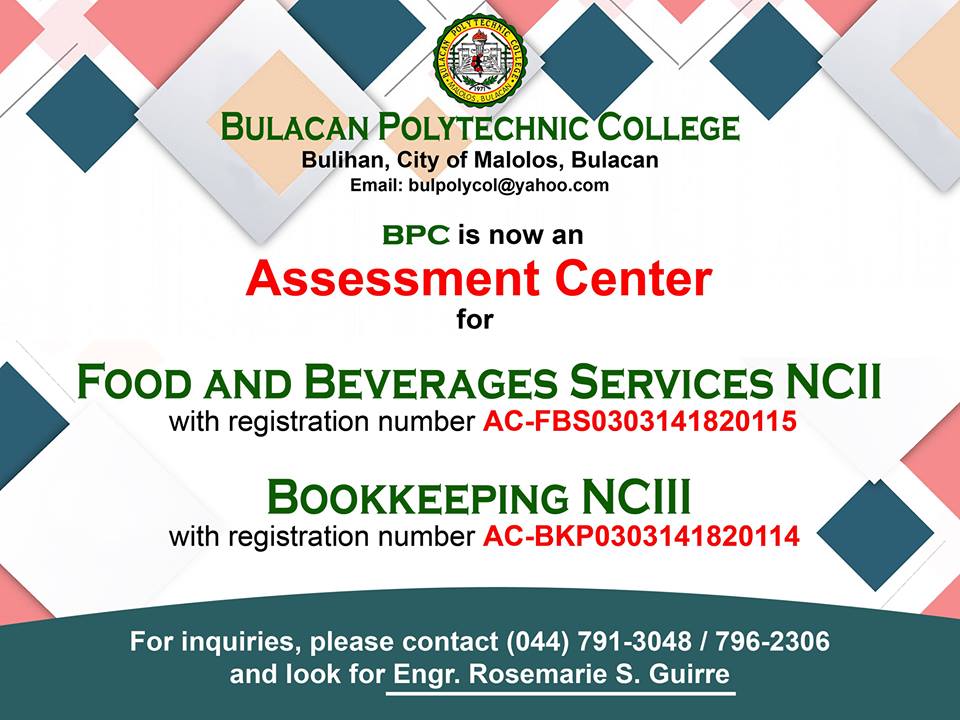 BULACAN POLYTECHNIC COLLEGE
MALOLOS, BULACAN
1971
BULACAN POLYTECHNIC COLLEGE
Bulihan, City of Malolos, Bulacan
Email: bulpolycol@yahoo.com
BPC is now an
Assessment Center
for
FOOD AND BEVERAGES SERVICES NCII
with registration number AC-FBS0303141820115
BOOKKEEPING NCIII
with registration number AC-BKP0303141820114
For inquiries, please contact (044) 791-3048 / 796-2306
and look for Engr. Rosemarie S. Guirre